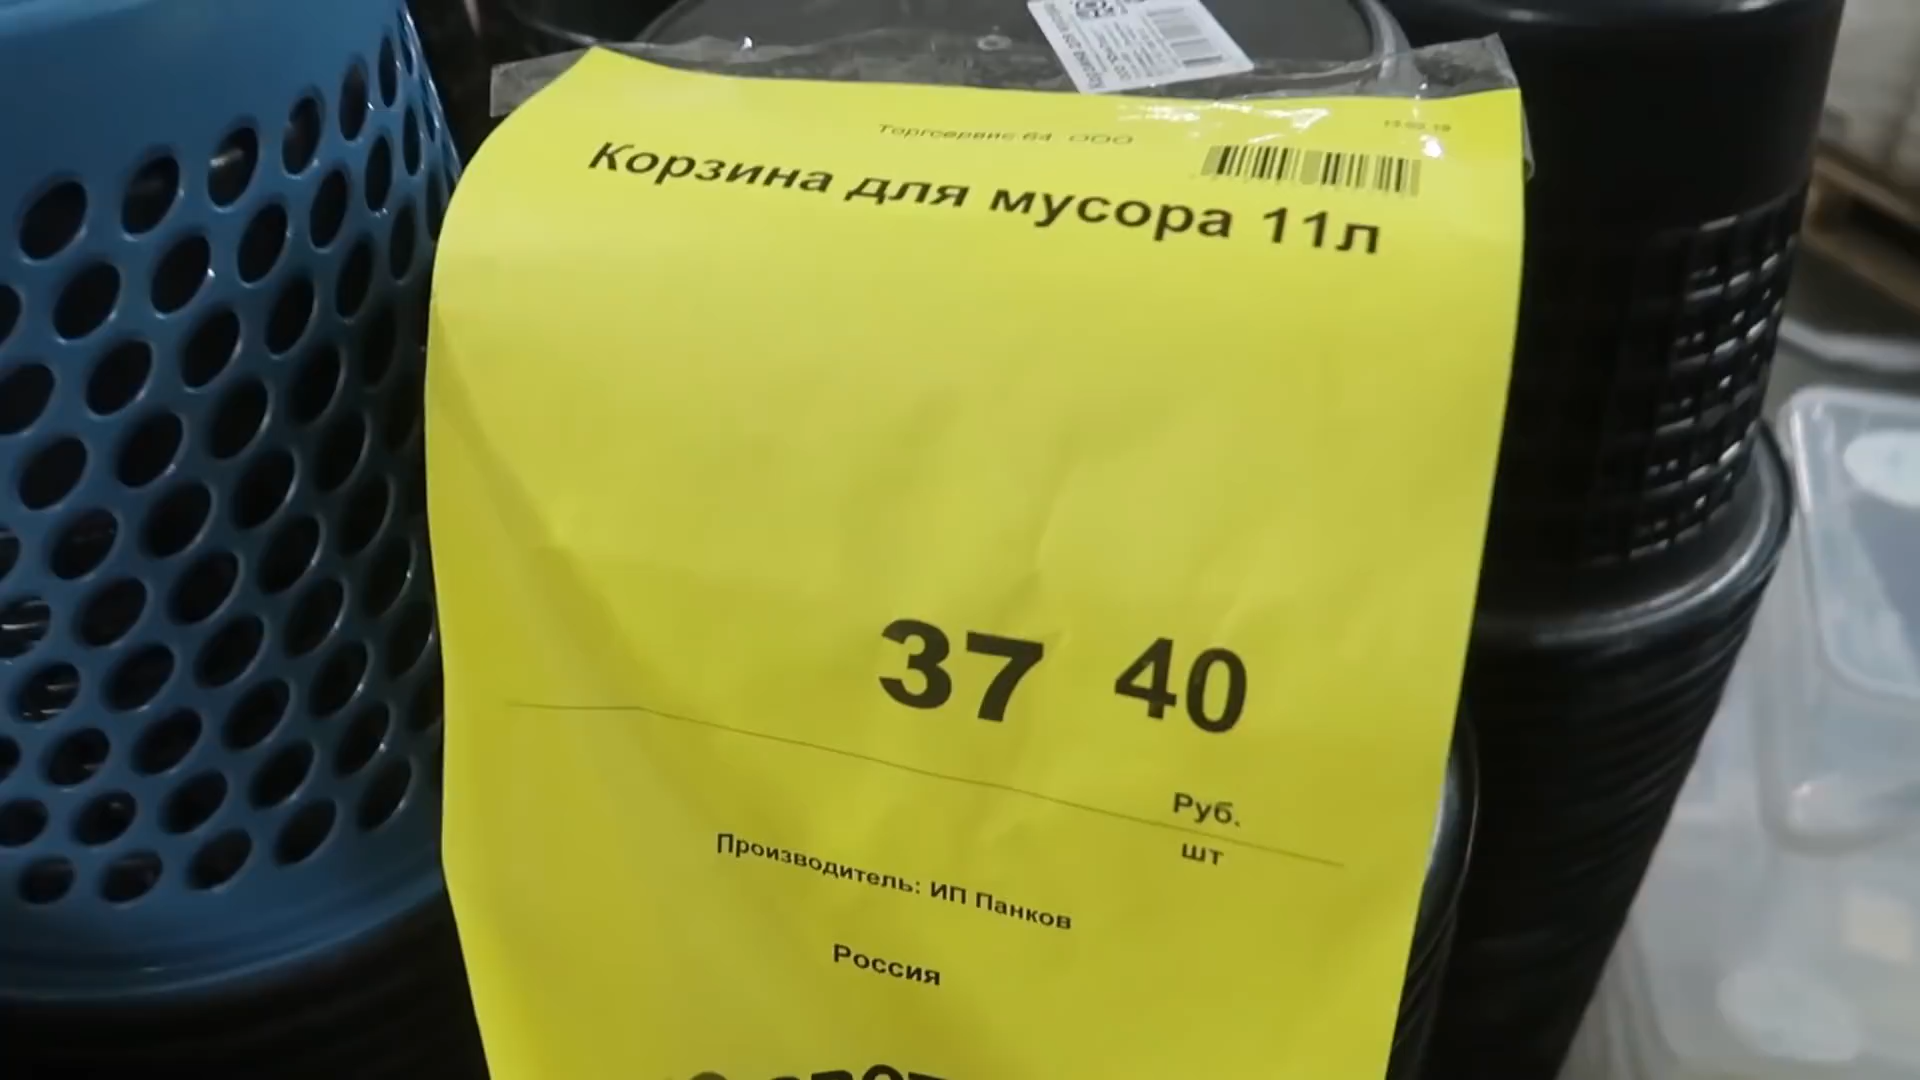 Торгсервис 64 ООО
Корзина для мусора 11л
37 40
Руб.
шт
Производитель: ИП Панков
Россия